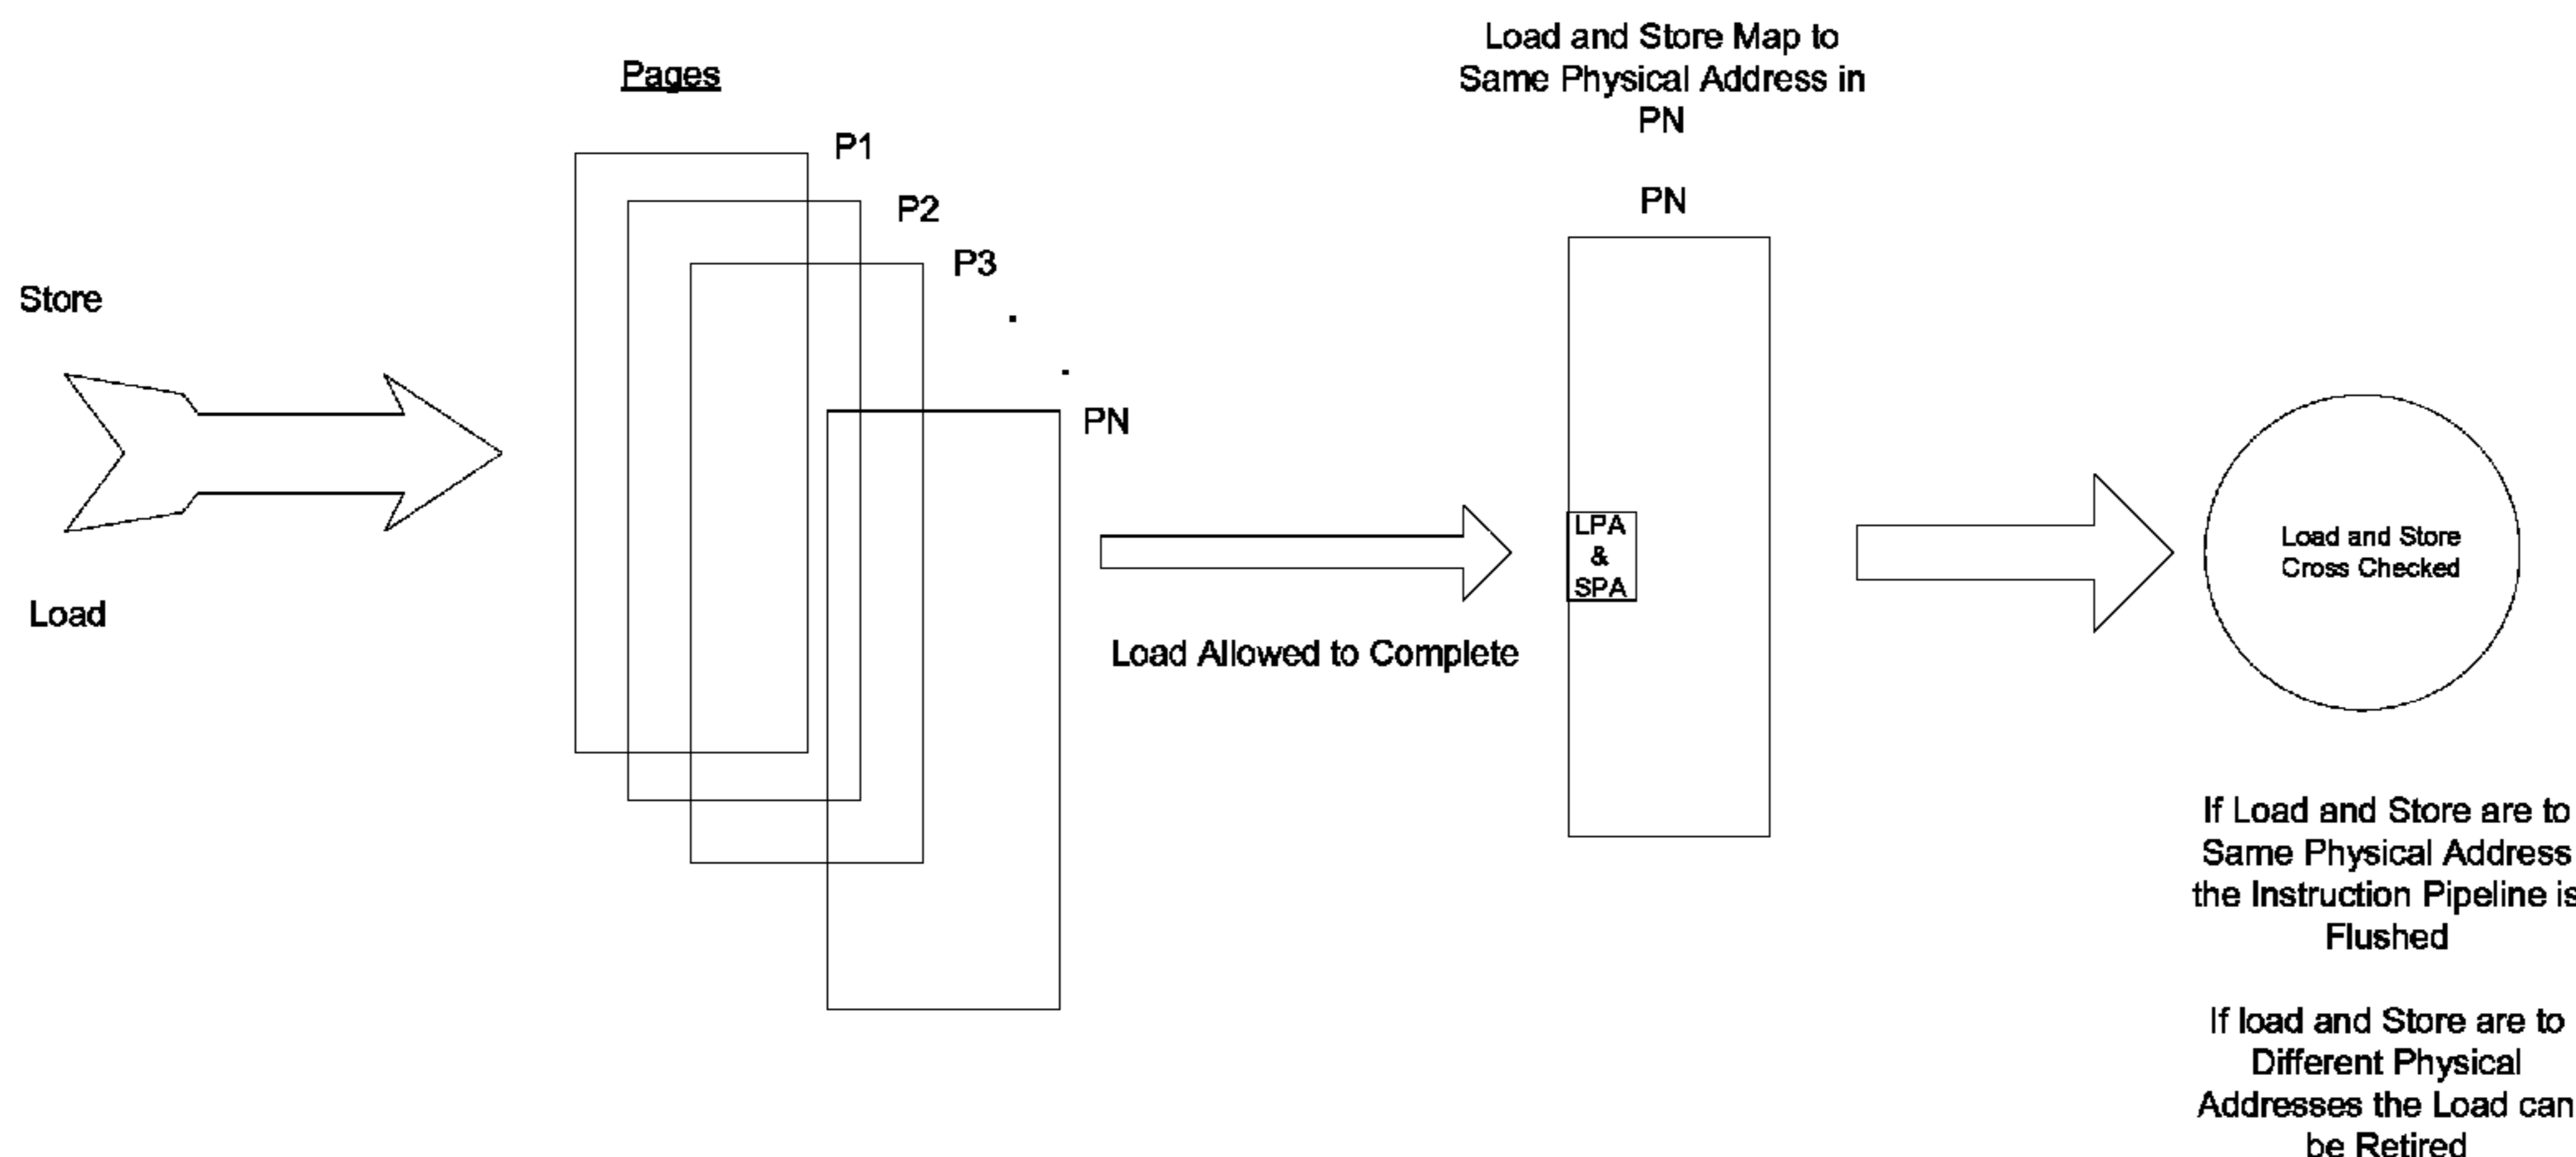 Load and Store Map to
Same Physical Address in
PN
Pages
P1
P2
P3
.
.
PN
Store
Load
Load Allowed to Complete
PN
LPA
&
SPA
Load and Store
Cross Checked
If Load and Store are to
Same Physical Address
the Instruction Pipeline is
Flushed
If load and Store are to
Different Physical
Addresses the Load can
be Retired